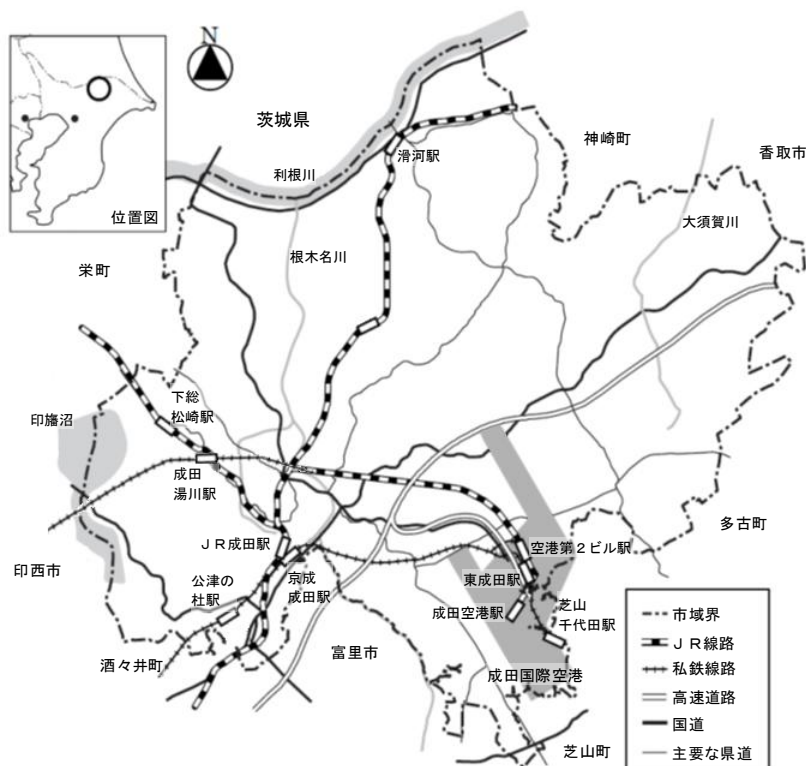 N
位置図
茨城県
利根川
滑河駅
神崎町
香取市
大須賀川
根木名川
栄町
下総
松崎駅
印旛沼
成田
湯川駅
ＪＲ成田駅
空港第２ビル駅
多古町
印西市
公津の
杜駅
京成
成田駅
東成田駅
成田空港駅
芝山
千代田駅
酒々井町
富里市
成田国際空港
芝山町
市域界
ＪＲ線路
私鉄線路
高速道路
国道
主要な県道